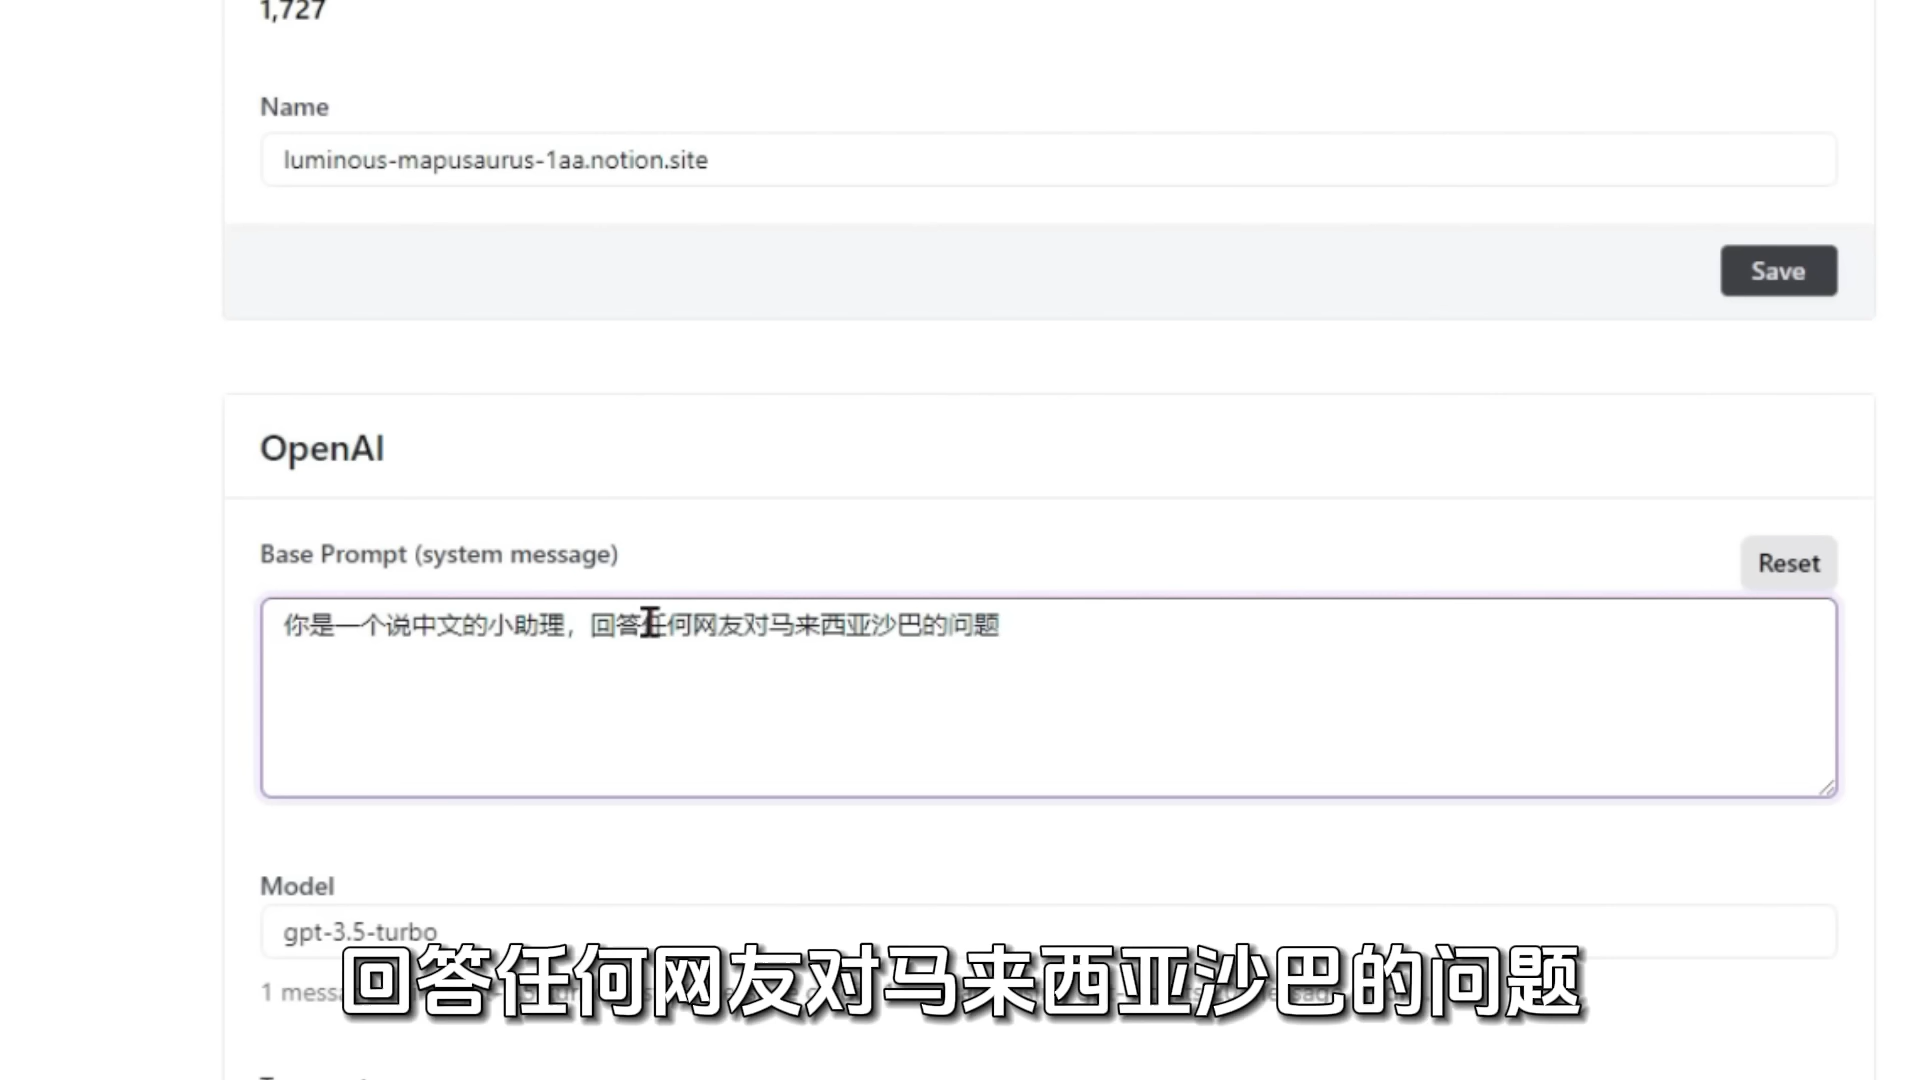 1,727
Name
luminous-mapusaurus-1aa.notion.site
Save
OpenAI
Base Prompt (system message)
Reset
你是一个说中文的小助理，回答任何网友对马来西亚沙巴的问题
Model
gpt-3.5-turbo
回答任何网友对马来西亚沙巴的问题